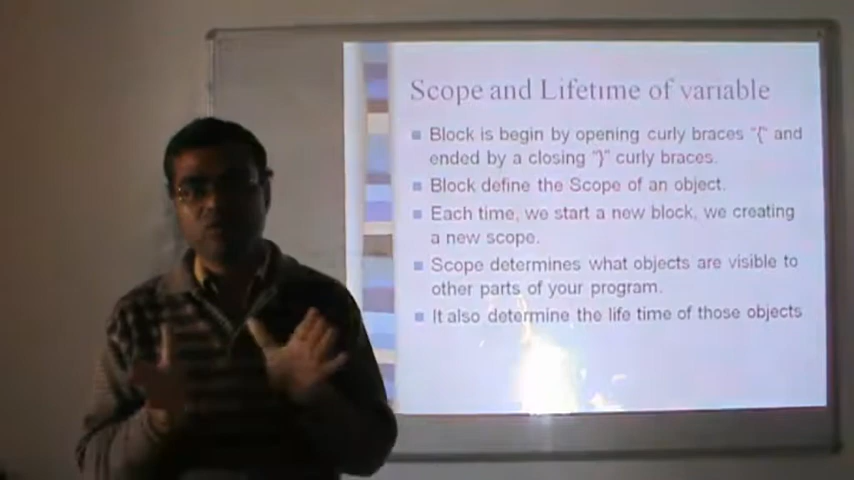 Scope and Lifetime of variable
Block is begin by opening curly braces "{" and
ended by a closing "}" curly braces.
Block define the Scope of an object.
Each time, we start a new block, we creating
a new scope.
Scope determines what objects are visible to
other parts of your program.
It also determine the life time of those objects